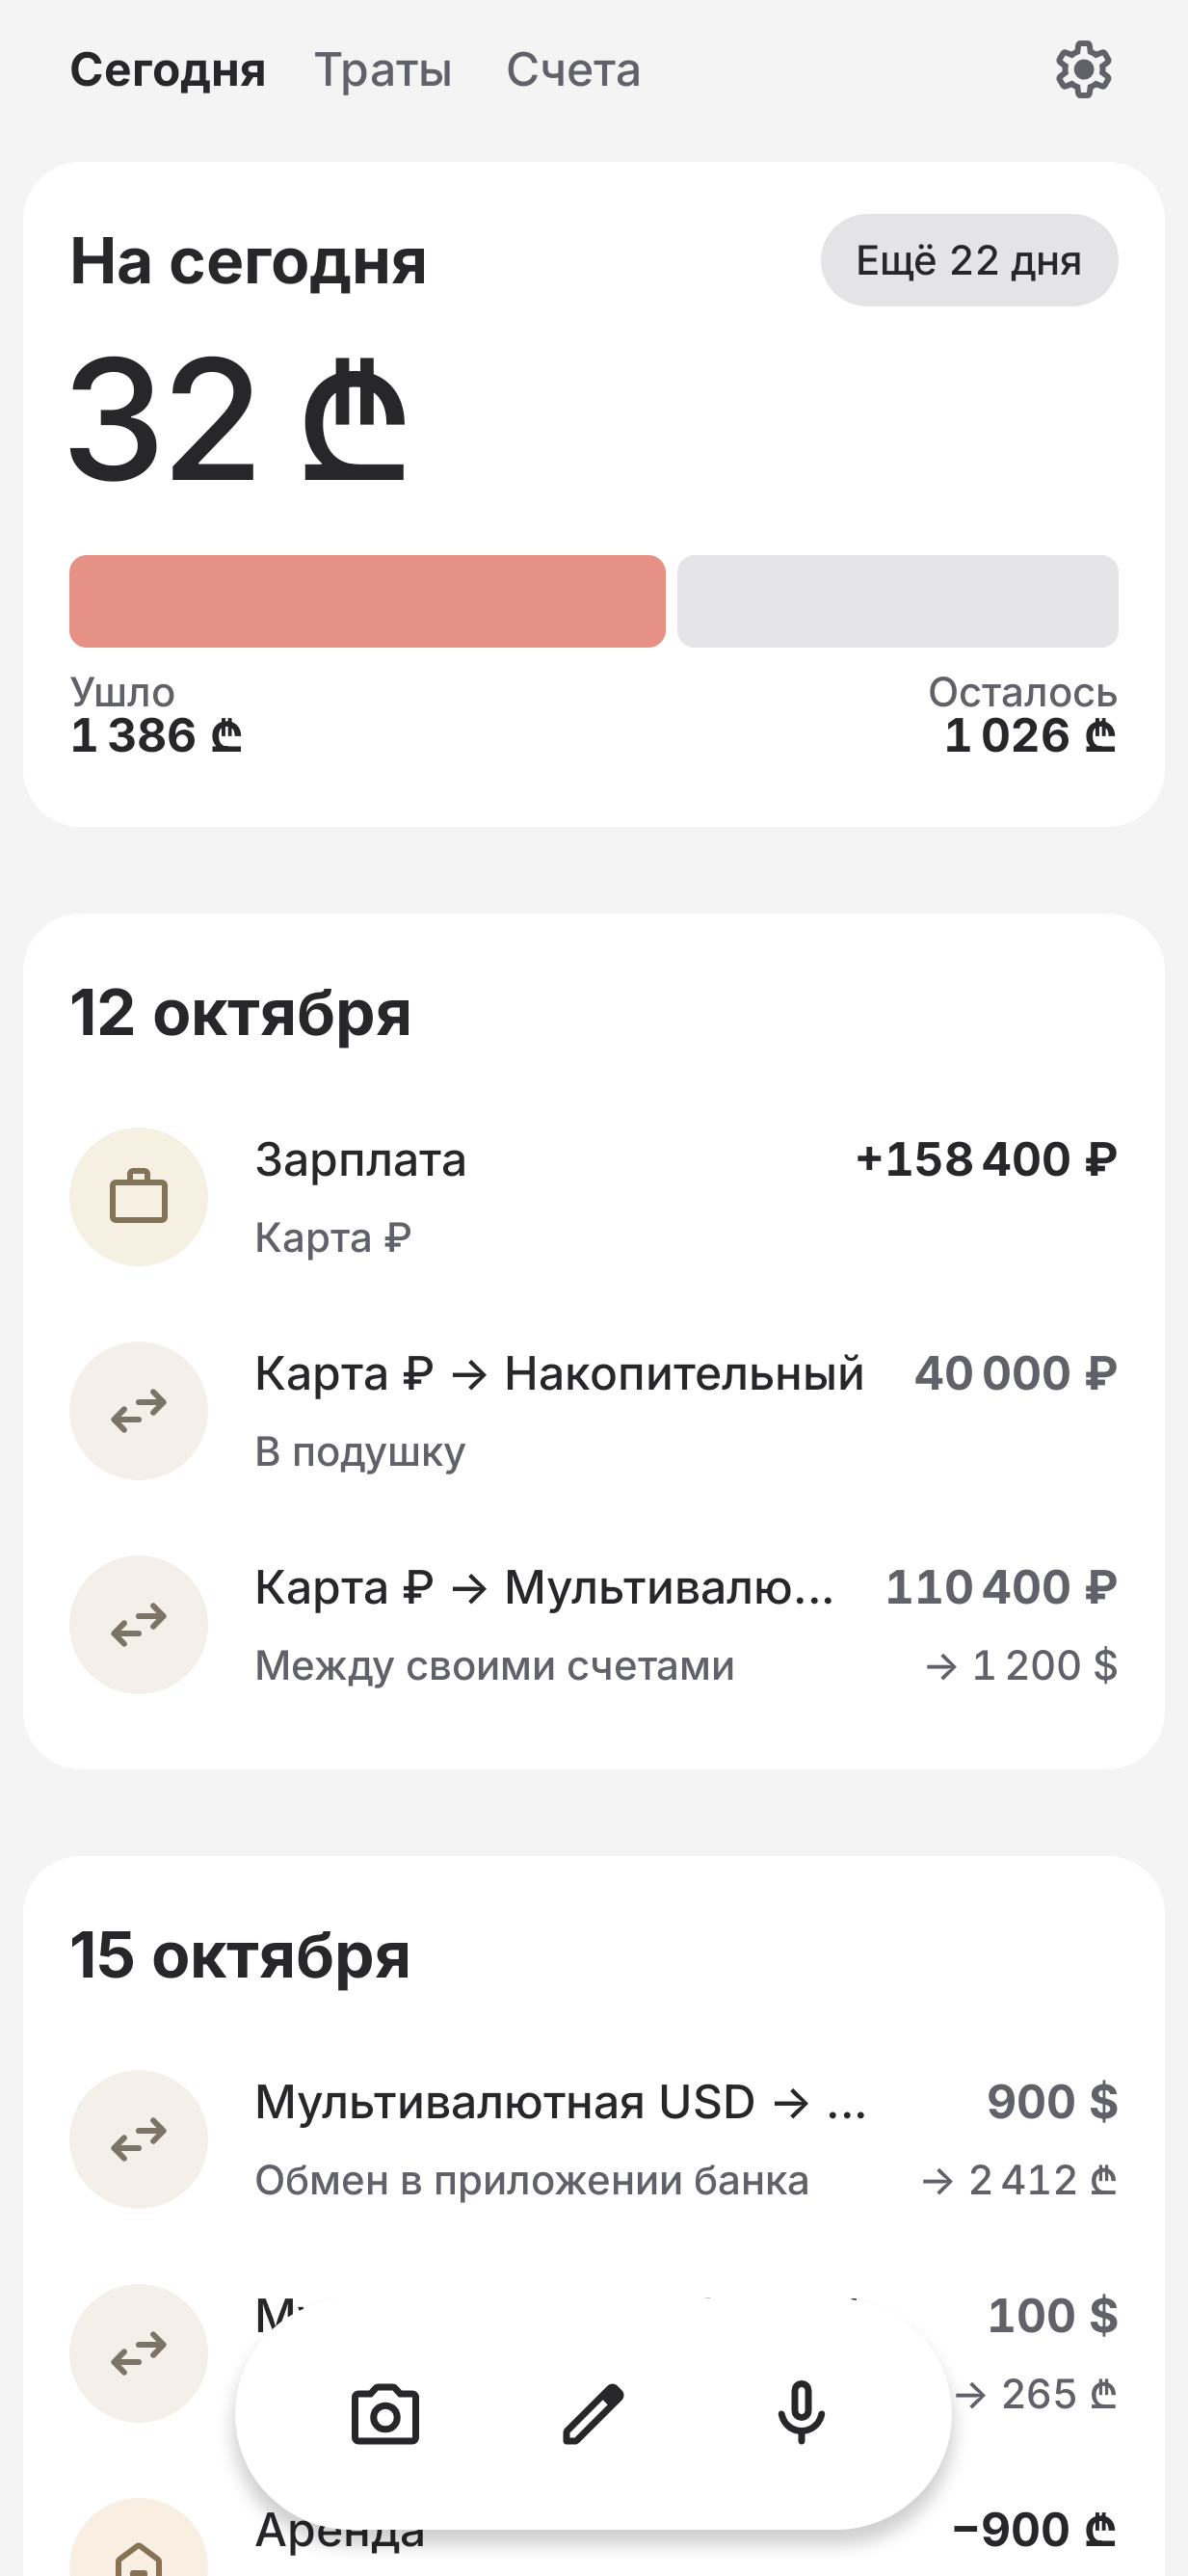 Сегодня Траты Счета
На сегодня Ещё 22 дня
32 ₾
Ушло Осталось
1 386 ₾ 1 026 ₾
12 октября
Зарплата +158 400 ₽
Карта ₽
Карта ₽ → Накопительный 40 000 ₽
В подушку
Карта ₽ → Мультивалю... 110 400 ₽
Между своими счетами → 1 200 $
15 октября
Мультивалютная USD → ... 900 $
Обмен в приложении банка → 2 412 ₾
100 $
→ 265 ₾
Аренда −900 ₾